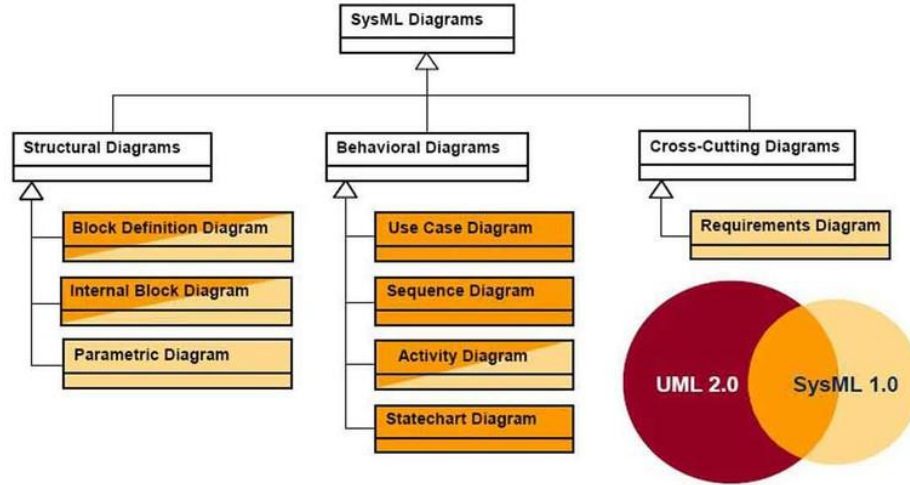 SysML Diagrams
Structural Diagrams
Behavioral Diagrams
Cross-Cutting Diagrams
Block Definition Diagram
Internal Block Diagram
Parametric Diagram
Use Case Diagram
Sequence Diagram
Activity Diagram
Statechart Diagram
Requirements Diagram
UML 2.0
SysML 1.0